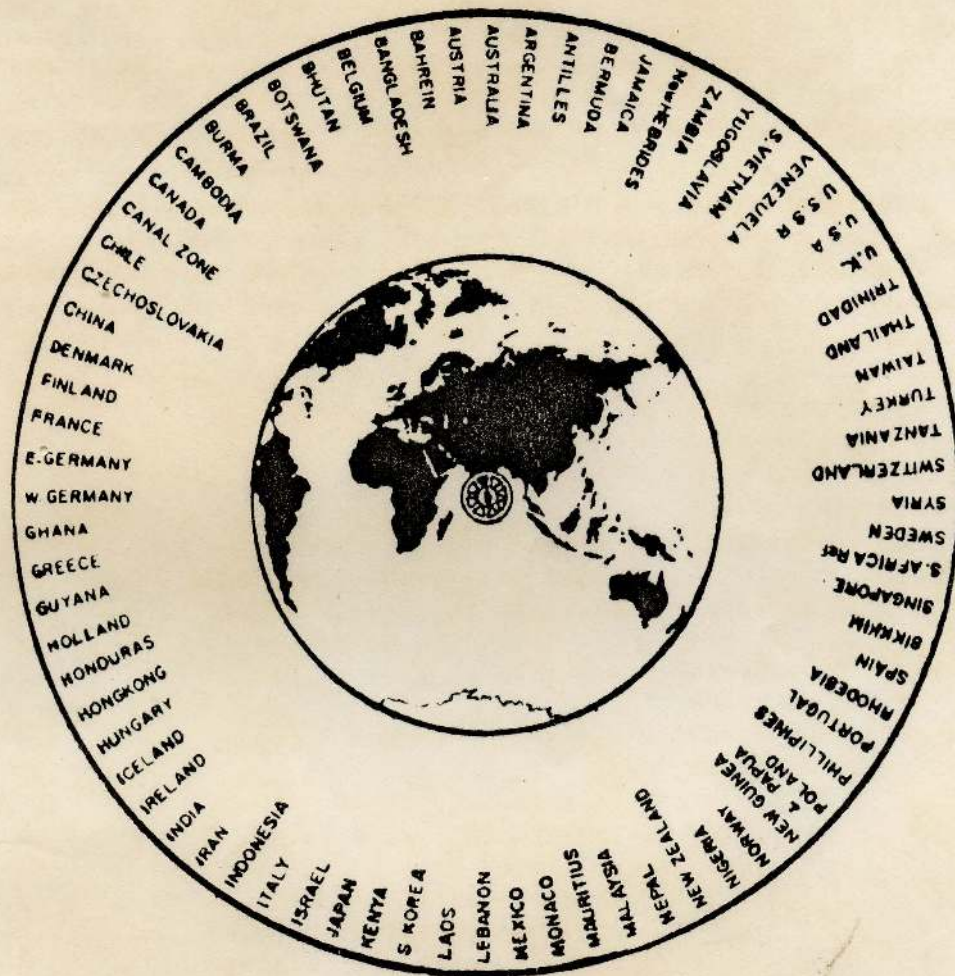 ANTILLES
ARGENTINA
AUSTRALIA
AUSTRIA
BAHREIN
BANGLADESH
BELGIUM
BHUTAN
BOTSWANA
BRAZIL
BURMA
CAMBODIA
CANADA
CANAL ZONE
CHILE
CZECHOSLOVAKIA
CHINA
DENMARK
FINLAND
FRANCE
E. GERMANY
W. GERMANY
GHANA
GREECE
GUYANA
HOLLAND
HONDURAS
HONGKONG
HUNGARY
ICELAND
IRELAND
INDIA
IRAN
INDONESIA
ITALY
ISRAEL
JAPAN
KENYA
S KOREA
LAOS
LEBANON
MEXICO
MONACO
MAURITIUS
MALAYSIA
NEPAL
NEW ZEALAND
NIGERIA
NORWAY
NEW GUINEA
& PAPUA
POLAND
PHILLIPINES
PORTUGAL
RHODESIA
SPAIN
SIKKIM
SINGAPORE
S. AFRICA Ref
SWEDEN
SYRIA
SWITZERLAND
TANZANIA
TURKEY
TAIWAN
THAILAND
TRINIDAD
U.K.
U.S.A
U.S.S.R
VENEZUELA
S. VIETNAM
YUGOSLAVIA
ZAMBIA
New HEBRIDES
JAMAICA
BERMUDA